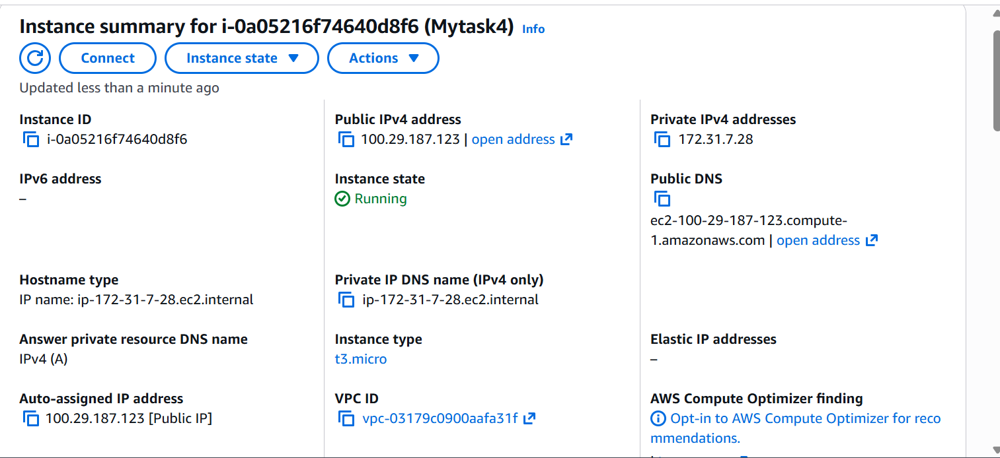 Instance summary for i-0a05216f74640d8f6 (Mytask4) Info
Connect Instance state Actions
Updated less than a minute ago
Instance ID
i-0a05216f74640d8f6
Public IPv4 address
100.29.187.123 | open address
Private IPv4 addresses
172.31.7.28
IPv6 address
–
Instance state
Running
Public DNS
ec2-100-29-187-123.compute-
1.amazonaws.com | open address
Hostname type
IP name: ip-172-31-7-28.ec2.internal
Private IP DNS name (IPv4 only)
ip-172-31-7-28.ec2.internal
Answer private resource DNS name
IPv4 (A)
Instance type
t3.micro
Elastic IP addresses
–
Auto-assigned IP address
100.29.187.123 [Public IP]
VPC ID
vpc-03179c0900aafa31f
AWS Compute Optimizer finding
Opt-in to AWS Compute Optimizer for reco
mmendations.